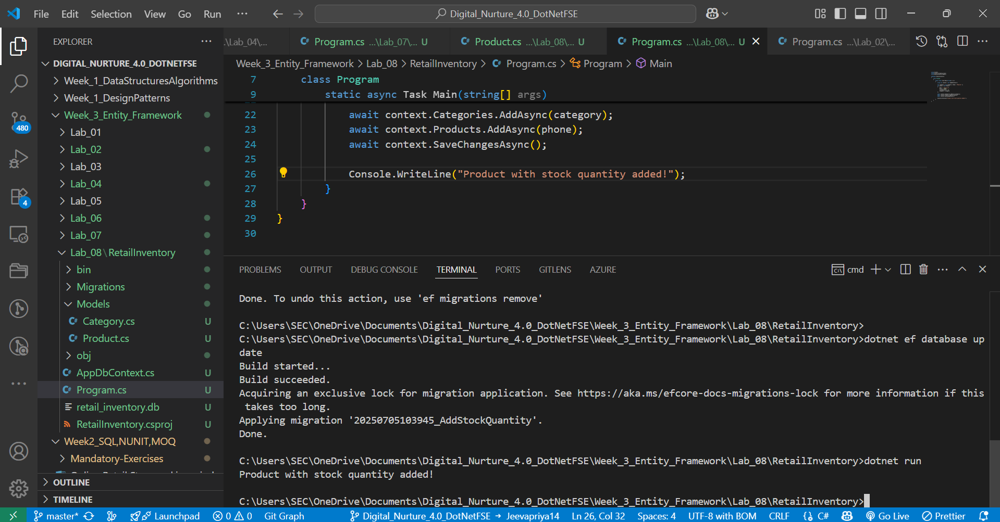 File Edit Selection View Go Run ··· Digital_Nurture_4.0_DotNetFSE
EXPLORER ···
DIGITAL_NURTURE_4.0_DOTNETFSE
Week_1_DataStructuresAlgorithms
Week_1_DesignPatterns
Week_3_Entity_Framework
Lab_01
Lab_02
Lab_03
Lab_04
Lab_05
Lab_06
Lab_07
Lab_08\RetailInventory
bin
Migrations
Models
C# Category.cs U
C# Product.cs U
obj
C# AppDbContext.cs U
C# Program.cs U
retail_inventory.db U
RetailInventory.csproj U
Week2_SQL,NUNIT,MOQ
Mandatory-Exercises
OUTLINE
TIMELINE
480
4
.\Lab_04\... C# Program.cs ...\Lab_07\... U C# Product.cs ...\Lab_08\... U C# Program.cs ...\Lab_08\... U C# Program.cs ...\Lab_02\...
Week_3_Entity_Framework > Lab_08 > RetailInventory > C# Program.cs > Program > Main
7 class Program
9 static async Task Main(string[] args)
22 await context.Categories.AddAsync(category);
23 await context.Products.AddAsync(phone);
24 await context.SaveChangesAsync();
25
26 Console.WriteLine("Product with stock quantity added!");
27 }
28 }
29 }
30
PROBLEMS OUTPUT DEBUG CONSOLE TERMINAL PORTS GITLENS AZURE cmd
Done. To undo this action, use 'ef migrations remove'
C:\Users\SEC\OneDrive\Documents\Digital_Nurture_4.0_DotNetFSE\Week_3_Entity_Framework\Lab_08\RetailInventory>
C:\Users\SEC\OneDrive\Documents\Digital_Nurture_4.0_DotNetFSE\Week_3_Entity_Framework\Lab_08\RetailInventory>dotnet ef database up
date
Build started...
Build succeeded.
Acquiring an exclusive lock for migration application. See https://aka.ms/efcore-docs-migrations-lock for more information if this
takes too long.
Applying migration '20250705103945_AddStockQuantity'.
Done.
C:\Users\SEC\OneDrive\Documents\Digital_Nurture_4.0_DotNetFSE\Week_3_Entity_Framework\Lab_08\RetailInventory>dotnet run
Product with stock quantity added!
C:\Users\SEC\OneDrive\Documents\Digital_Nurture_4.0_DotNetFSE\Week_3_Entity_Framework\Lab_08\RetailInventory>
master* Launchpad 0 0 Git Graph Digital_Nurture_4.0_DotNetFSE → Jeevapriya14 Ln 26, Col 32 Spaces: 4 UTF-8 with BOM CRLF {} C# Go Live Prettier